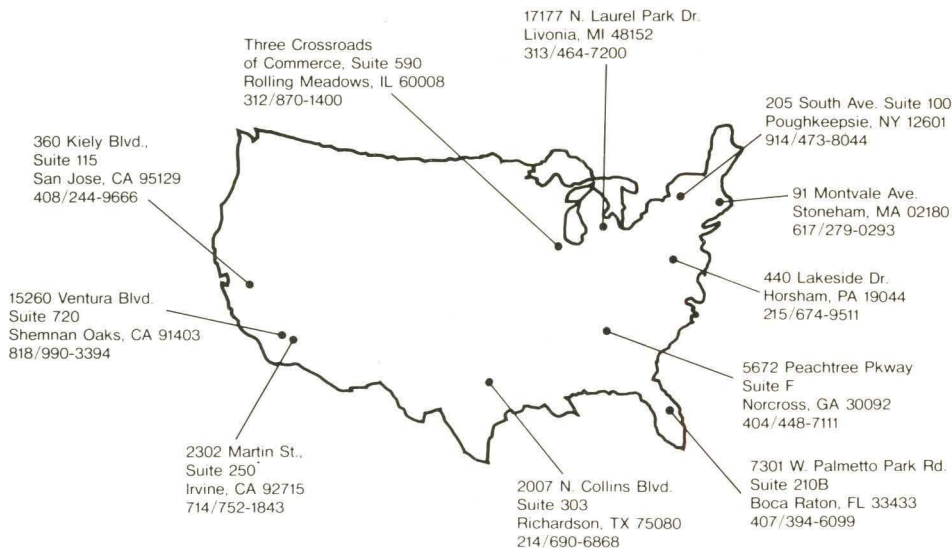 17177 N. Laurel Park Dr.
Livonia, MI 48152
313/464-7200
Three Crossroads
of Commerce, Suite 590
Rolling Meadows, IL 60008
312/870-1400
205 South Ave. Suite 100
Poughkeepsie, NY 12601
914/473-8044
360 Kiely Blvd.,
Suite 115
San Jose, CA 95129
408/244-9666
91 Montvale Ave.
Stoneham, MA 02180
617/279-0293
440 Lakeside Dr.
Horsham, PA 19044
215/674-9511
15260 Ventura Blvd.
Suite 720
Shemnan Oaks, CA 91403
818/990-3394
5672 Peachtree Pkway
Suite F
Norcross, GA 30092
404/448-7111
2302 Martin St.,
Suite 250
Irvine, CA 92715
714/752-1843
2007 N. Collins Blvd.
Suite 303
Richardson, TX 75080
214/690-6868
7301 W. Palmetto Park Rd.
Suite 210B
Boca Raton, FL 33433
407/394-6099